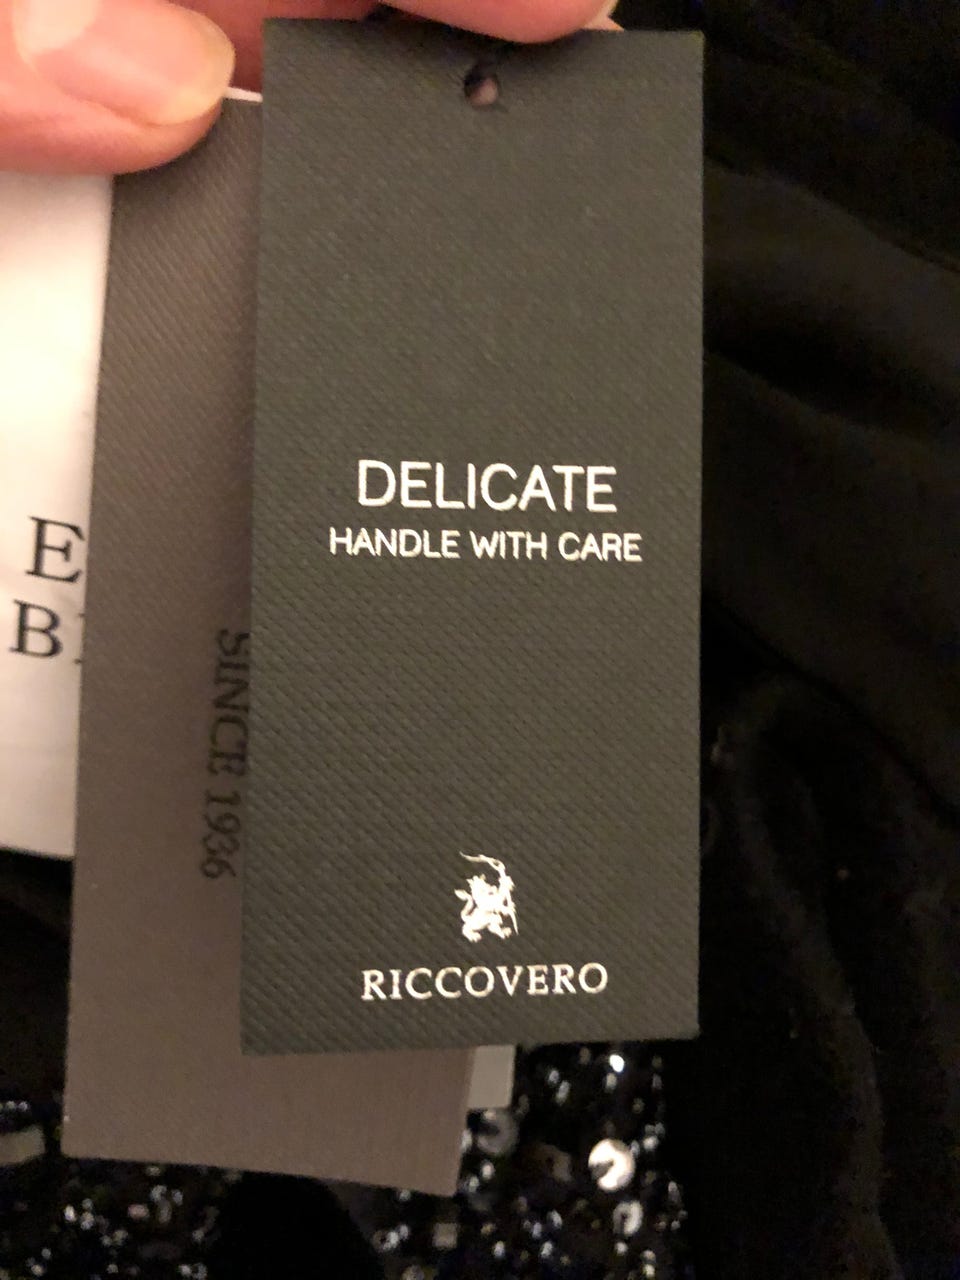 DELICATE
HANDLE WITH CARE
RICCOVERO
SINCE 1936